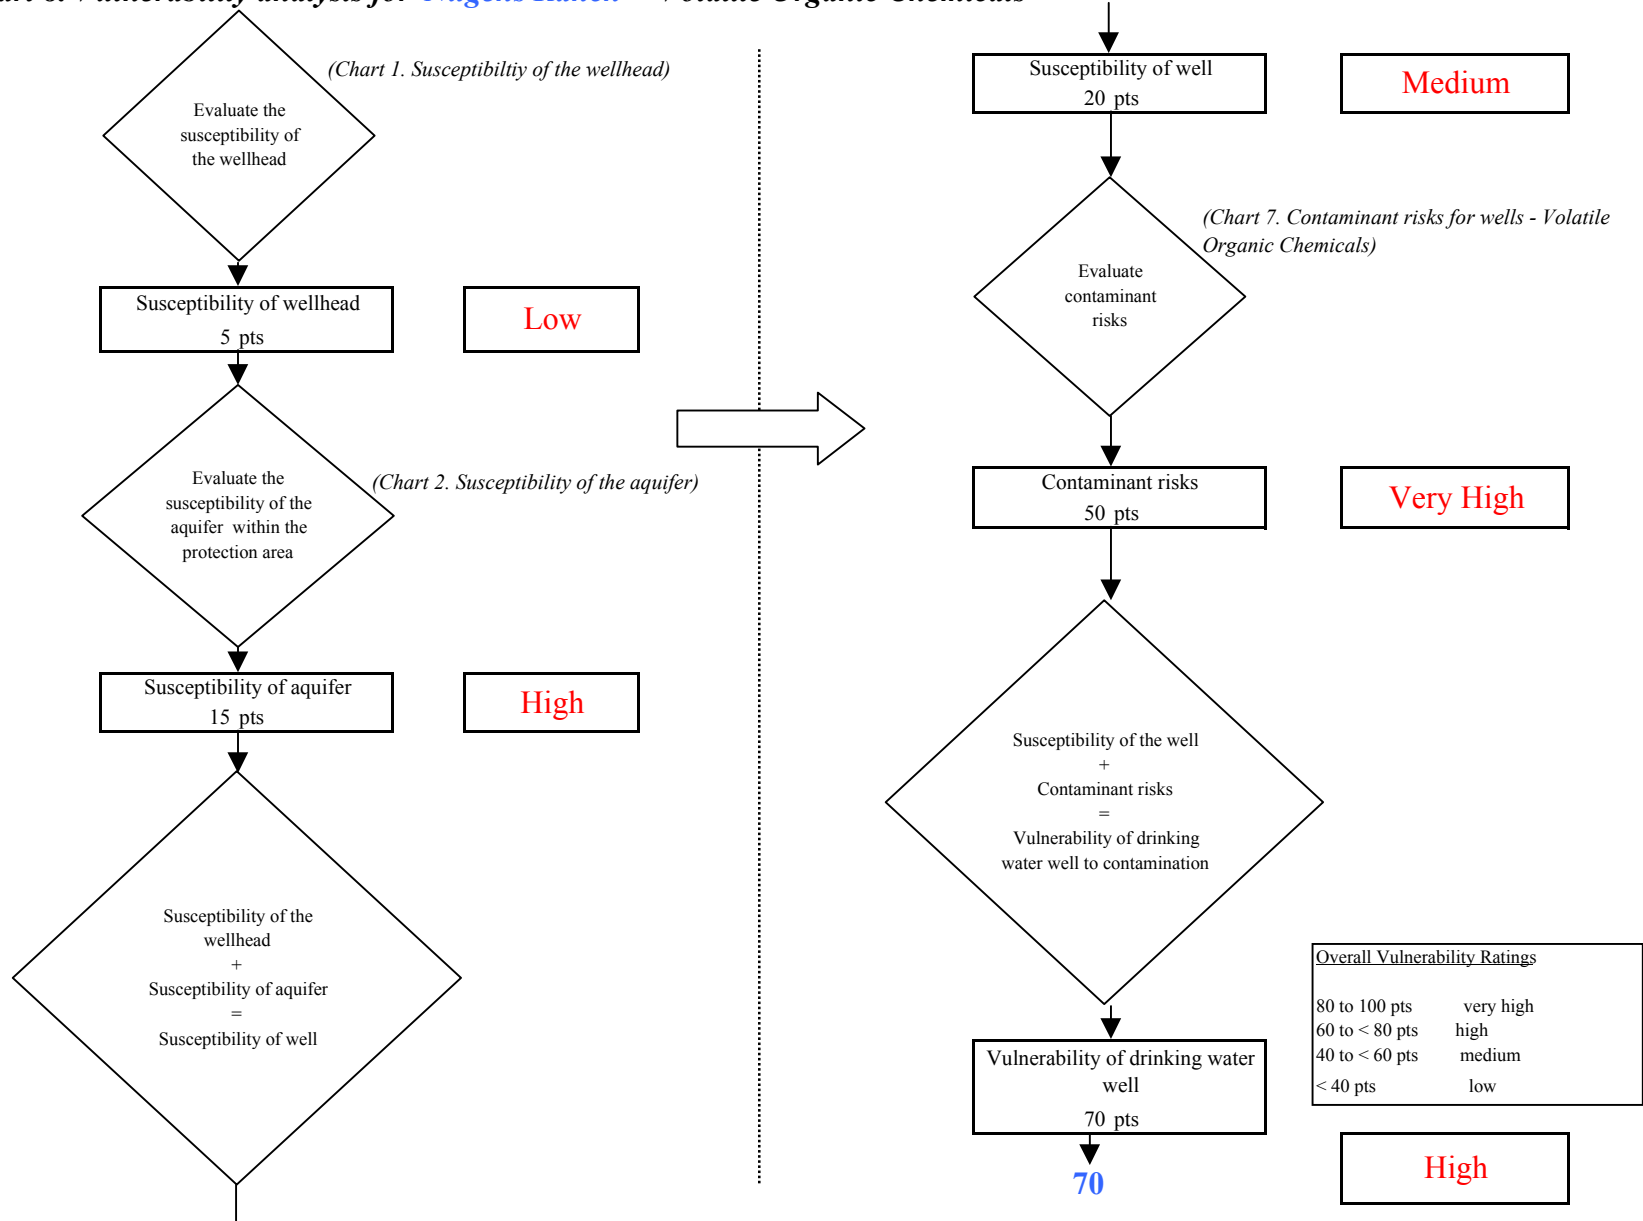 Vulnerability analysis for
Volatile Organic Chemicals
(Chart 1. Susceptibiltiy of the wellhead)
Evaluate the
susceptibility of
the wellhead
Susceptibility of wellhead
5 pts
Low
Evaluate the
susceptibility of the
aquifer within the
protection area
(Chart 2. Susceptibility of the aquifer)
Susceptibility of aquifer
15 pts
High
Susceptibility of the
wellhead
+
Susceptibility of aquifer
=
Susceptibility of well
Susceptibility of well
20 pts
Medium
(Chart 7. Contaminant risks for wells - Volatile
Organic Chemicals)
Evaluate
contaminant
risks
Contaminant risks
50 pts
Very High
Susceptibility of the well
+
Contaminant risks
=
Vulnerability of drinking
water well to contamination
Overall Vulnerability Ratings
80 to 100 pts very high
60 to < 80 pts high
40 to < 60 pts medium
< 40 pts low
Vulnerability of drinking water
well
70 pts
70
High